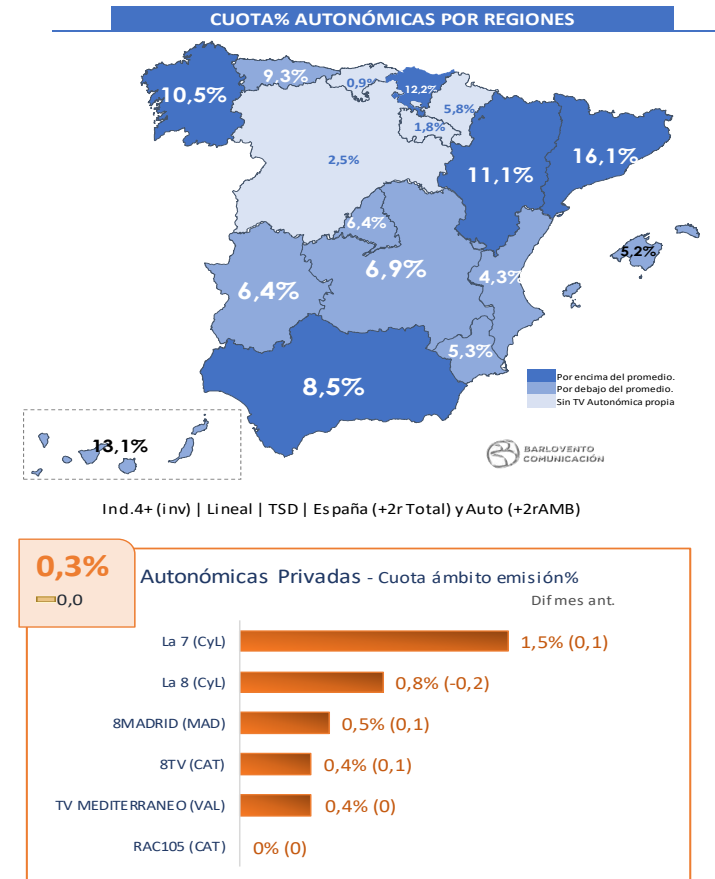 CUOTA% AUTONÓMICAS POR REGIONES
10,5%
9,3%
0,9%
12,2%
5,8%
1,8%
2,5%
11,1%
16,1%
6,4%
6,9%
6,4%
4,3%
5,2%
5,3%
8,5%
13,1%
Por encima del promedio.
Por debajo del promedio.
Sin TV Autonómica propia
BARLOVENTO
COMUNICACIÓN
Ind.4+ (inv) | Lineal | TSD | España (+2r Total) y Auto (+2rAMB)
0,3%
0,0
Autonómicas Privadas - Cuota ámbito emisión%
Dif mes ant.
La 7 (CyL) 1,5% (0,1)
La 8 (CyL) 0,8% (-0,2)
8MADRID (MAD) 0,5% (0,1)
8TV (CAT) 0,4% (0,1)
TV MEDITERRANEO (VAL) 0,4% (0)
RAC105 (CAT) 0% (0)